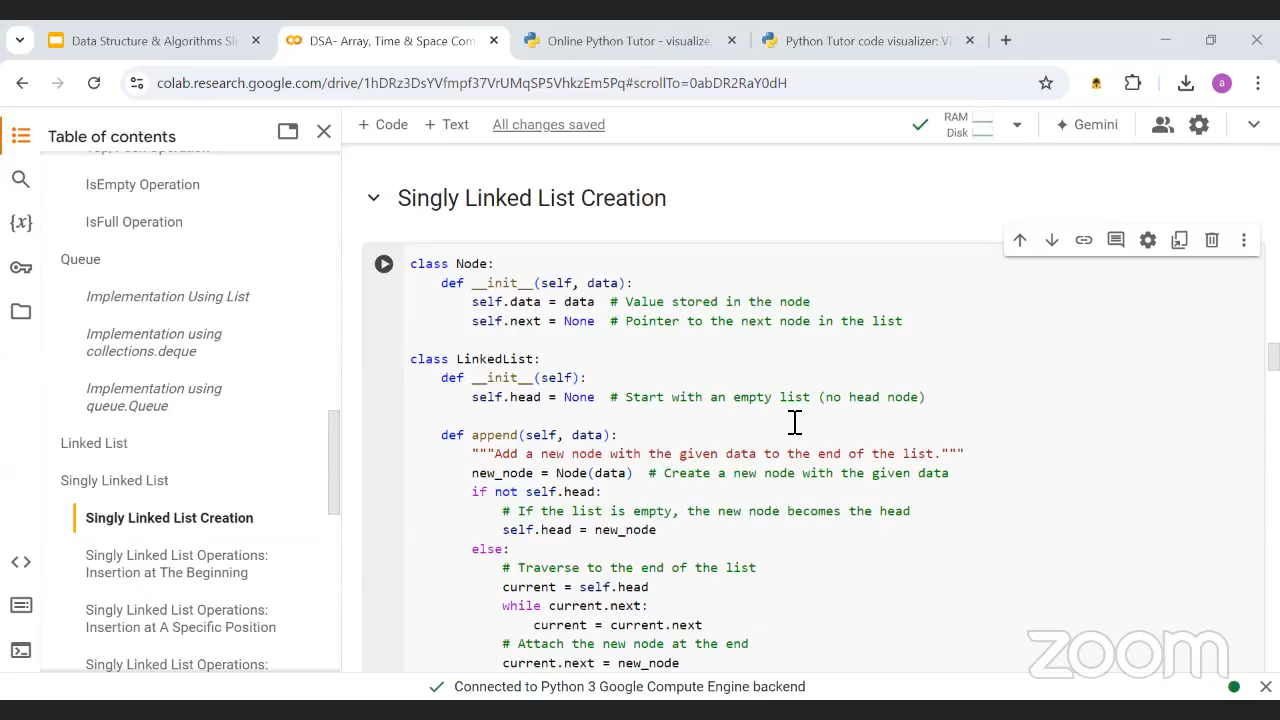 Data Structure & Algorithms Sli
DSA- Array, Time & Space Com
Online Python Tutor - visualize
Python Tutor code visualizer: Vi
colab.research.google.com/drive/1hDRz3DsYVfmpf37VrUMqSP5VhkzEm5Pq#scrollTo=0abDR2RaY0dH
a
Table of contents
+ Code
+ Text
All changes saved
RAM
Disk
Gemini
IsEmpty Operation
IsFull Operation
Queue
Implementation Using List
Implementation using
collections.deque
Implementation using
queue.Queue
Linked List
Singly Linked List
Singly Linked List Creation
Singly Linked List Operations:
Insertion at The Beginning
Singly Linked List Operations:
Insertion at A Specific Position
Singly Linked List Operations:
Singly Linked List Creation
class Node:
    def __init__(self, data):
        self.data = data  # Value stored in the node
        self.next = None  # Pointer to the next node in the list
class LinkedList:
    def __init__(self):
        self.head = None  # Start with an empty list (no head node)
    def append(self, data):
        """Add a new node with the given data to the end of the list."""
        new_node = Node(data)  # Create a new node with the given data
        if not self.head:
            # If the list is empty, the new node becomes the head
            self.head = new_node
        else:
            # Traverse to the end of the list
            current = self.head
            while current.next:
                current = current.next
            # Attach the new node at the end
            current.next = new_node
zoom
Connected to Python 3 Google Compute Engine backend